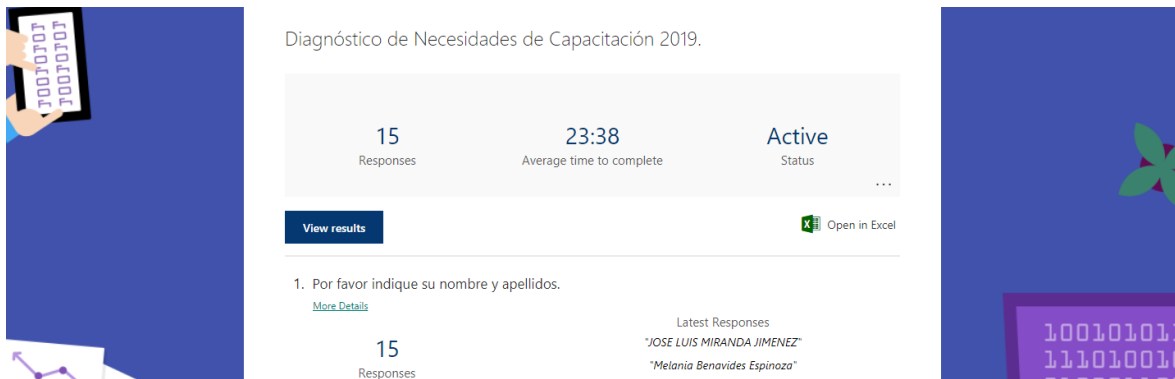 Diagnóstico de Necesidades de Capacitación 2019.
15
Responses
23:38
Average time to complete
Active
Status
...
View results
Open in Excel
1. Por favor indique su nombre y apellidos.
More Details
15
Responses
Latest Responses
"JOSE LUIS MIRANDA JIMENEZ"
"Melania Benavides Espinoza"